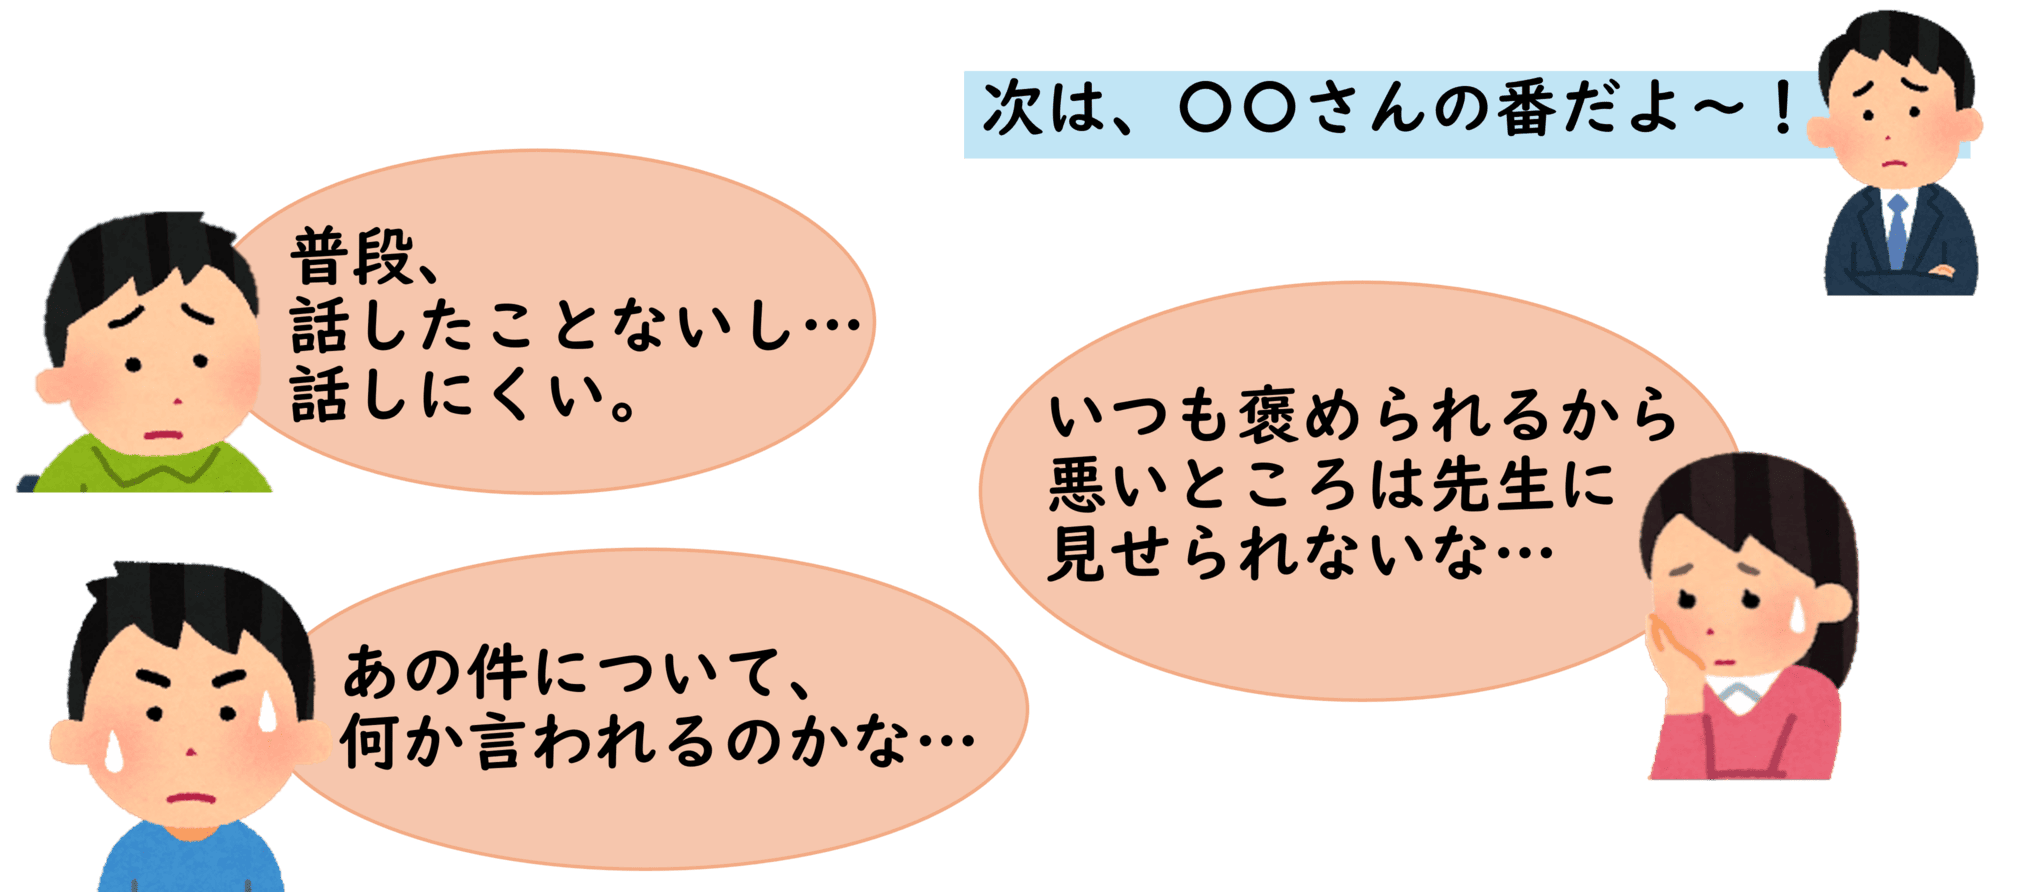 次は、〇〇さんの番だよ～！
普段、
話したことないし…
話しにくい。
いつも褒められるから
悪いところは先生に
見せられないな…
あの件について、
何か言われるのかな…